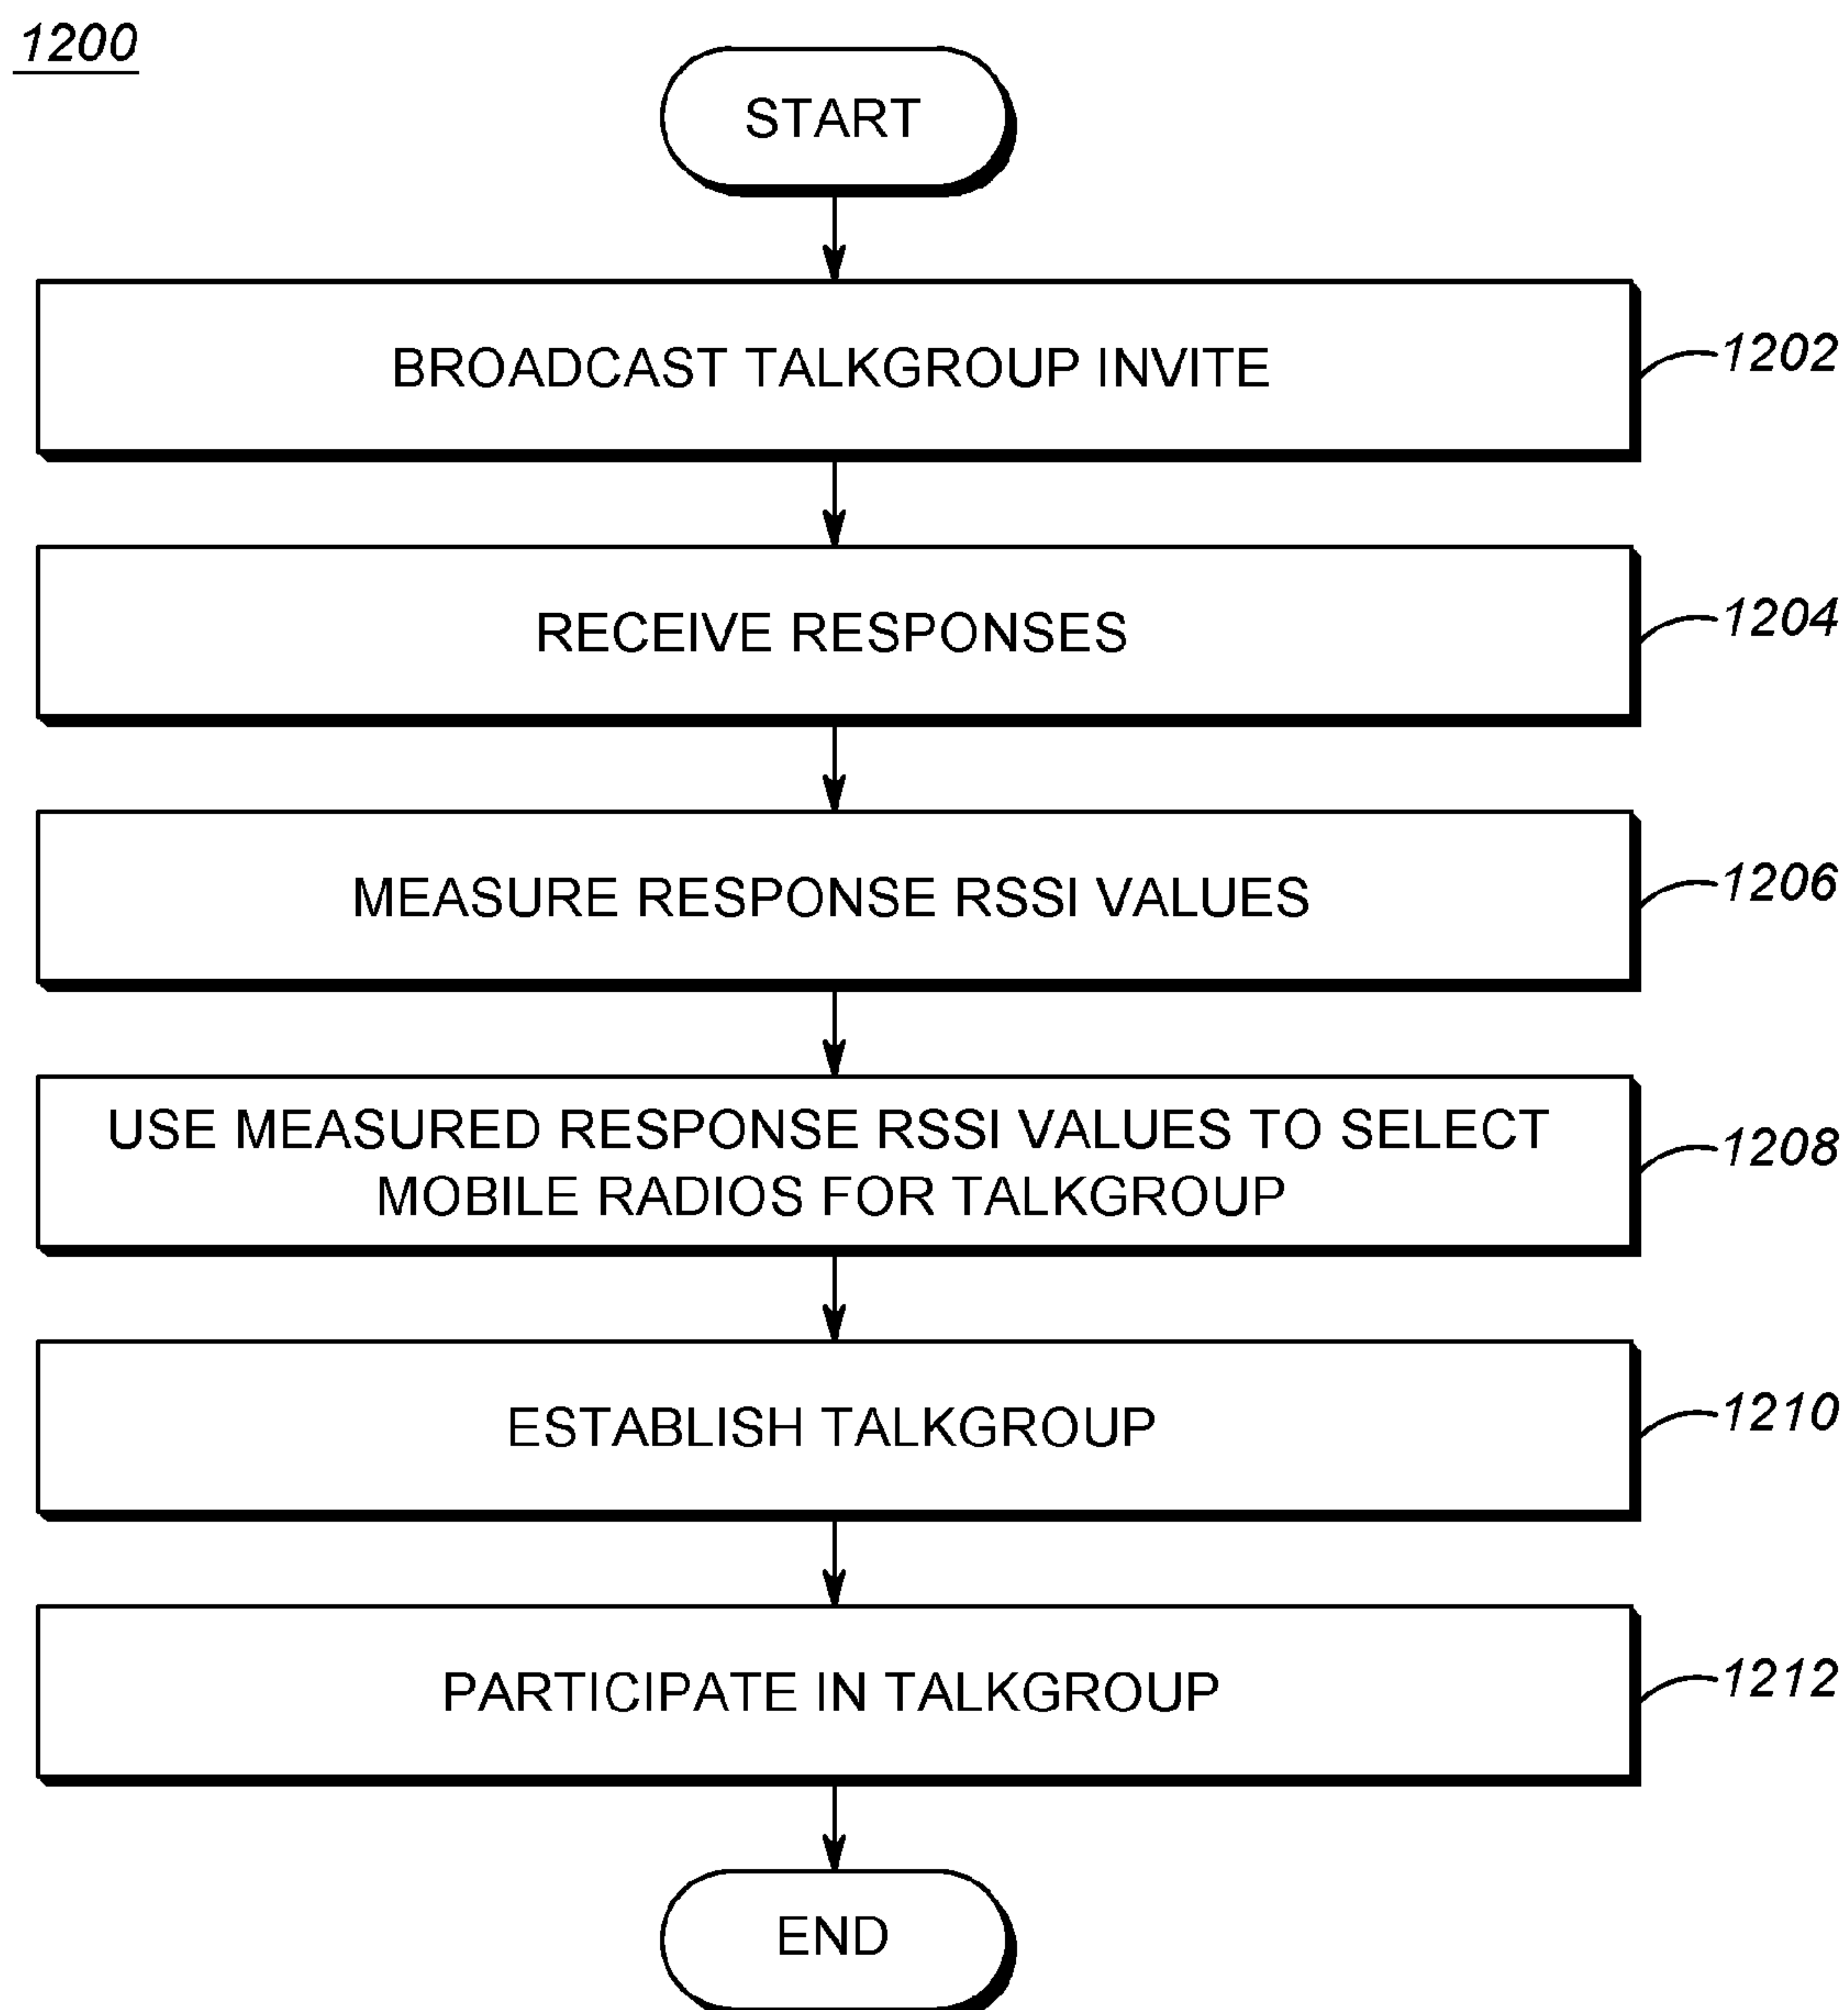 1200
START
BROADCAST TALKGROUP INVITE
1202
RECEIVE RESPONSES
1204
MEASURE RESPONSE RSSI VALUES
1206
USE MEASURED RESPONSE RSSI VALUES TO SELECT
MOBILE RADIOS FOR TALKGROUP
1208
ESTABLISH TALKGROUP
1210
PARTICIPATE IN TALKGROUP
1212
END